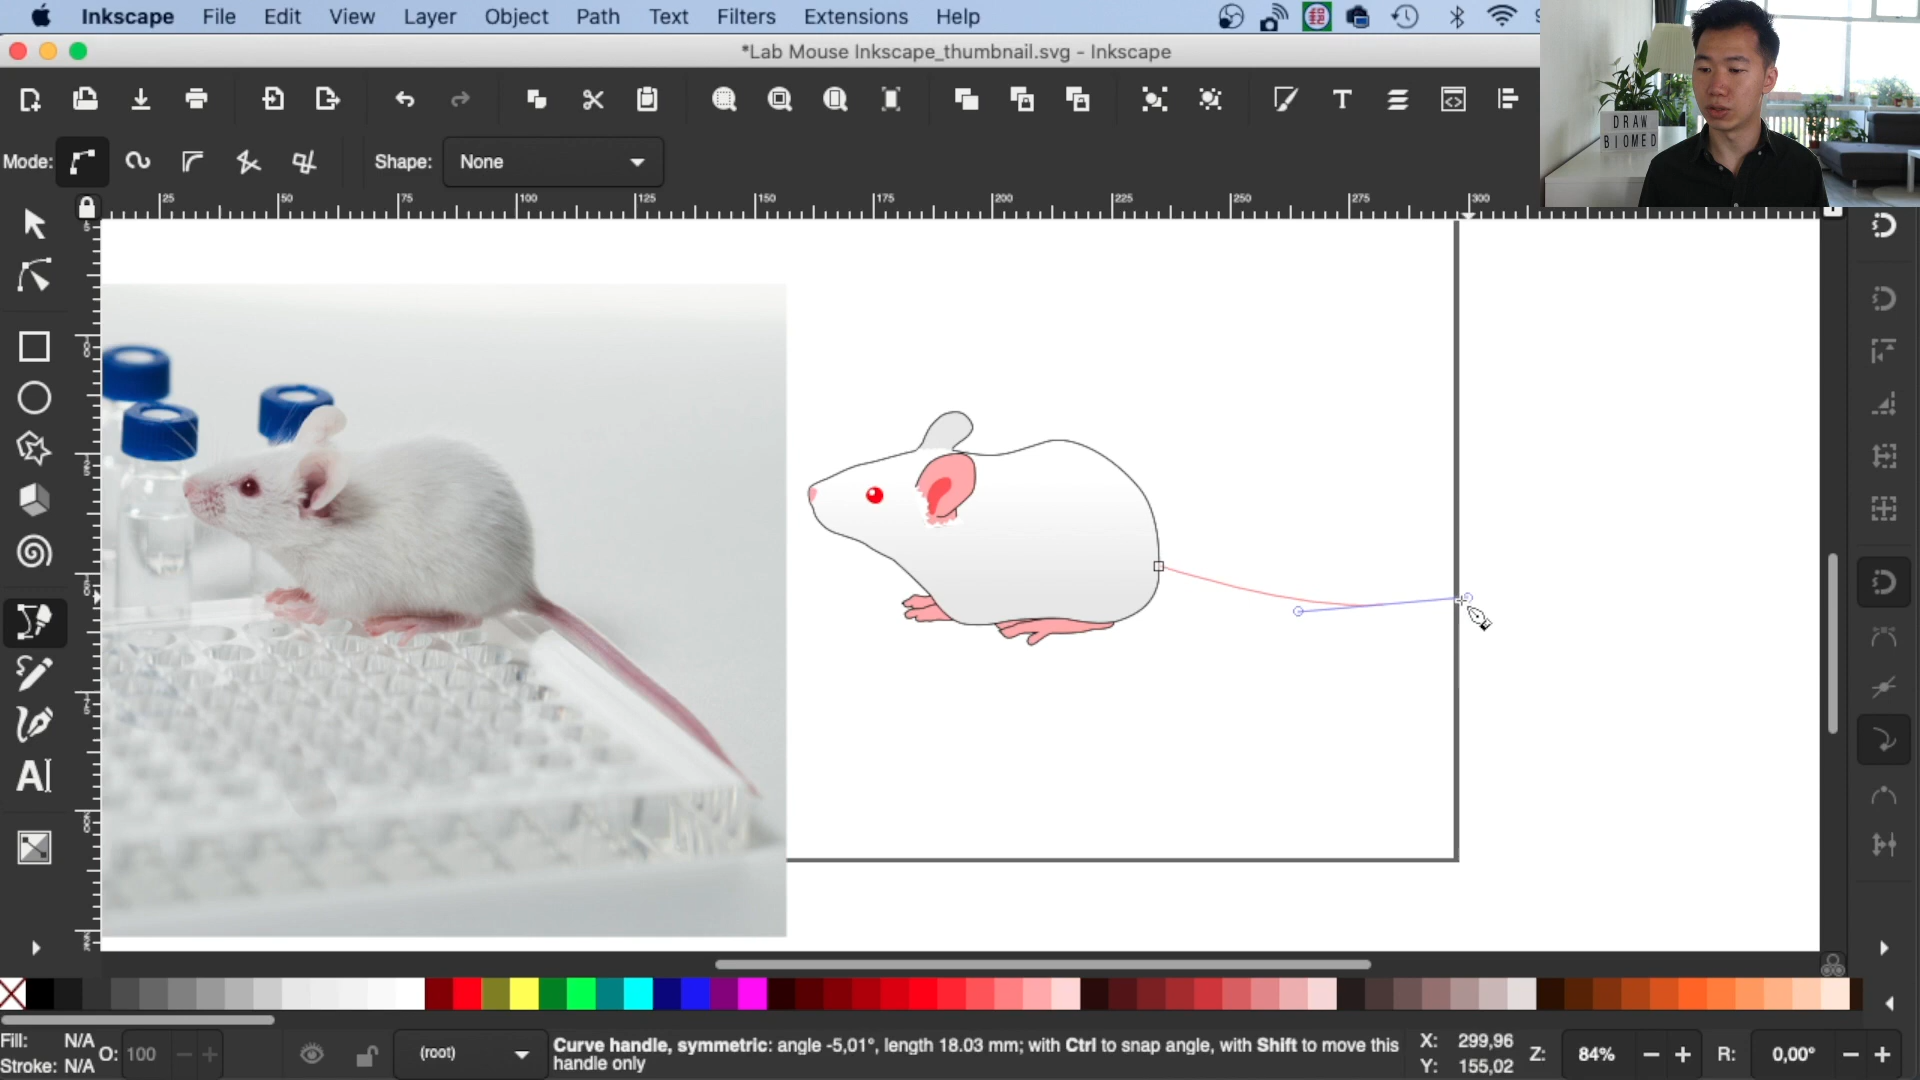 Inkscape File Edit View Layer Object Path Text Filters Extensions Help
*Lab Mouse Inkscape_thumbnail.svg - Inkscape
DRAW
BIOMED
Mode: Shape: None
25 50 75 100 125 150 175 200 225 250 275 300
Fill: N/A O: 100 (root) Curve handle, symmetric: angle -5,01°, length 18.03 mm; with Ctrl to snap angle, with Shift to move this X: 299,96 Z: 84% R: 0,00°
Stroke: N/A handle only Y: 155,02